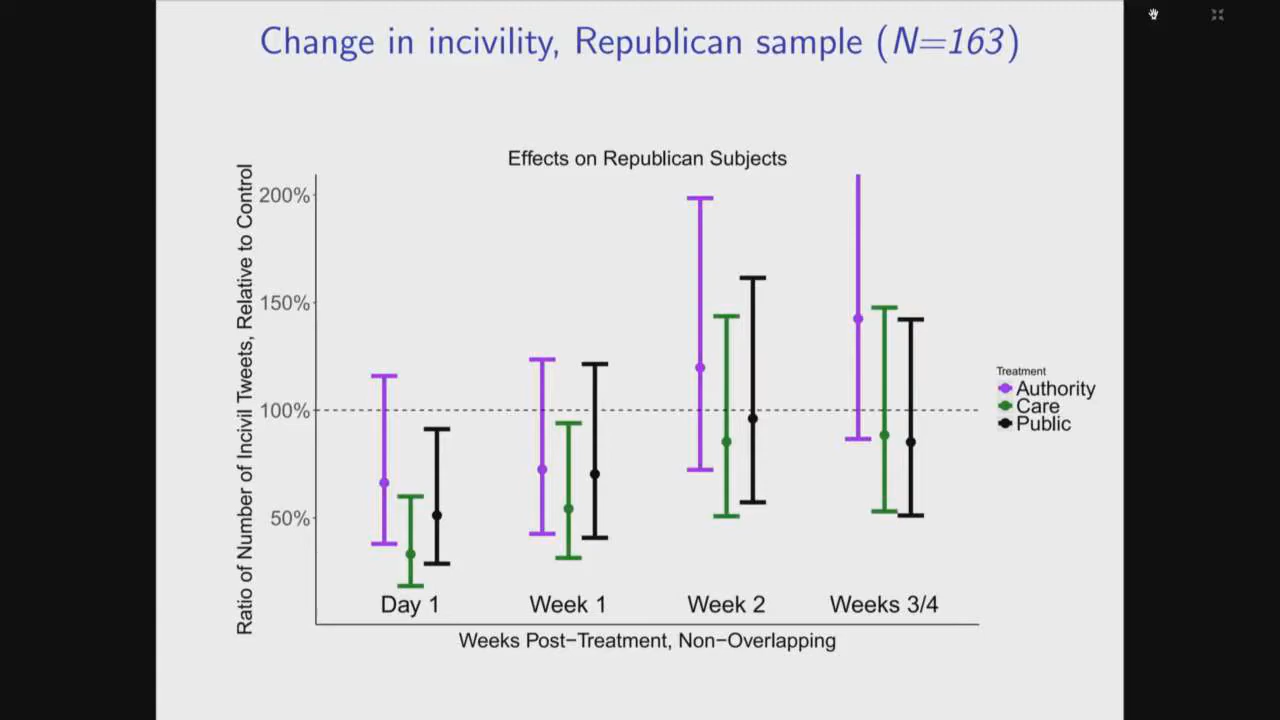 Change in incivility, Republican sample (N=163)
Effects on Republican Subjects
Ratio of Number of Incivil Tweets, Relative to Control
200%
150%
100%
50%
Day 1
Week 1
Week 2
Weeks 3/4
Weeks Post−Treatment, Non−Overlapping
Treatment
Authority
Care
Public